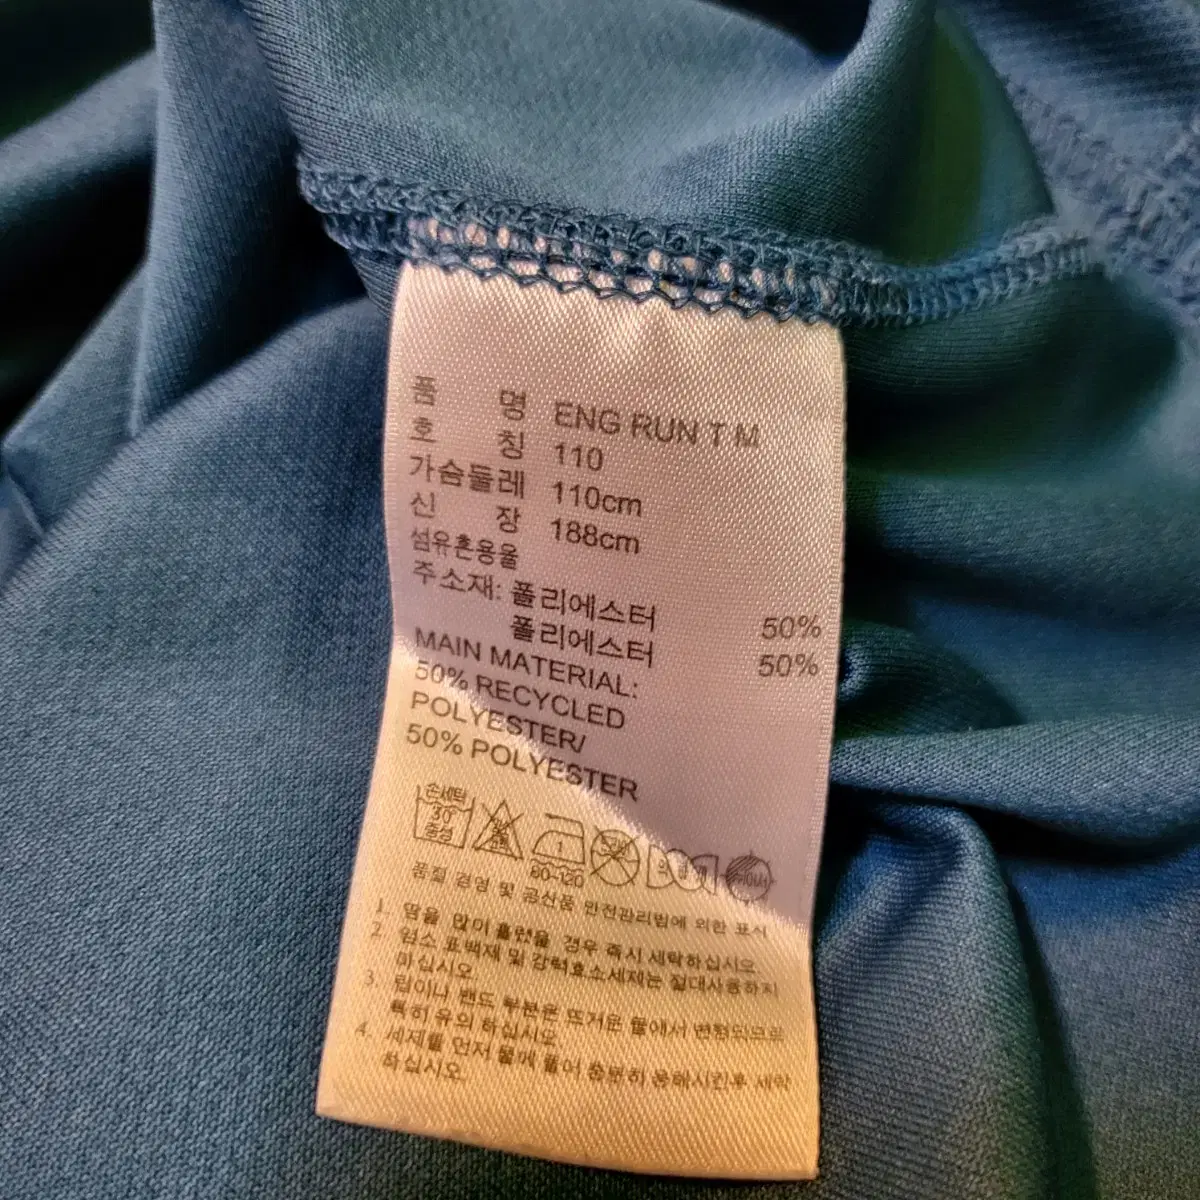 품 명 ENG RUN T M
호 칭 110
가슴둘레 110cm
신 장 188cm
섬유혼용율
주소재: 폴리에스터 50%
폴리에스터 50%
MAIN MATERIAL:
50% RECYCLED
POLYESTER/
50% POLYESTER
손세탁
30°
중성
60~120
품질 경영 및 공산품 안전관리법에 의한 표시
1. 땀을 많이 흘렸을 경우 즉시 세탁하십시오.
2. 염소 표백제 및 강력효소세제는 절대사용하지
마십시오.
3. 립이나 밴드 부분은 뜨거운 물에서 변형되므로
특히 유의 하십시오.
4. 세제를 먼저 물에 풀어 충분히 용해시킨후 세탁
하십시오.